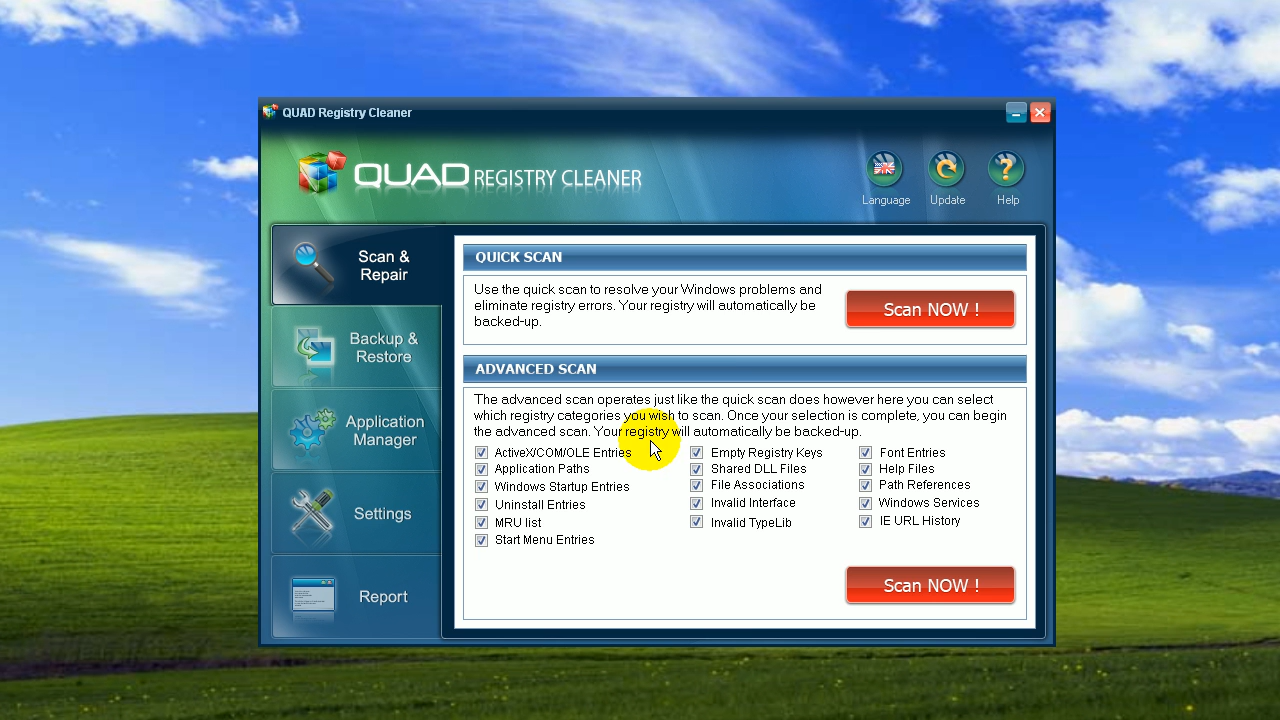 QUAD Registry Cleaner
QUAD REGISTRY CLEANER
Language
Update
Help
Scan &
Repair
Backup &
Restore
Application
Manager
Settings
Report
QUICK SCAN
Use the quick scan to resolve your Windows problems and
eliminate registry errors. Your registry will automatically be
backed-up.
Scan NOW !
ADVANCED SCAN
The advanced scan operates just like the quick scan does however here you can select
which registry categories you wish to scan. Once your selection is complete, you can begin
the advanced scan. Your registry will automatically be backed-up.
ActiveX/COM/OLE Entries
Application Paths
Windows Startup Entries
Uninstall Entries
MRU list
Start Menu Entries
Empty Registry Keys
Shared DLL Files
File Associations
Invalid Interface
Invalid TypeLib
Font Entries
Help Files
Path References
Windows Services
IE URL History
Scan NOW !